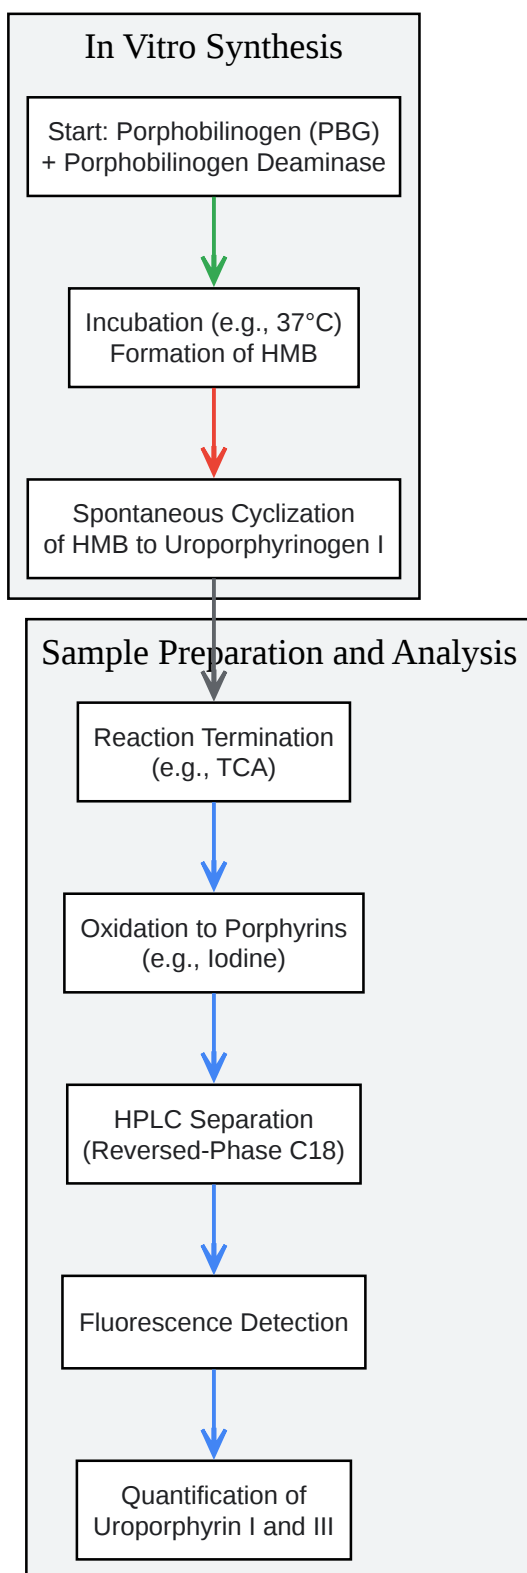 In Vitro Synthesis
Start: Porphobilinogen (PBG)
+ Porphobilinogen Deaminase
Incubation (e.g., 37°C)
Formation of HMB
Spontaneous Cyclization
of HMB to Uroporphyrinogen I
Sample Preparation and Analysis
Reaction Termination
(e.g., TCA)
Oxidation to Porphyrins
(e.g., Iodine)
HPLC Separation
(Reversed-Phase C18)
Fluorescence Detection
Quantification of
Uroporphyrin I and III